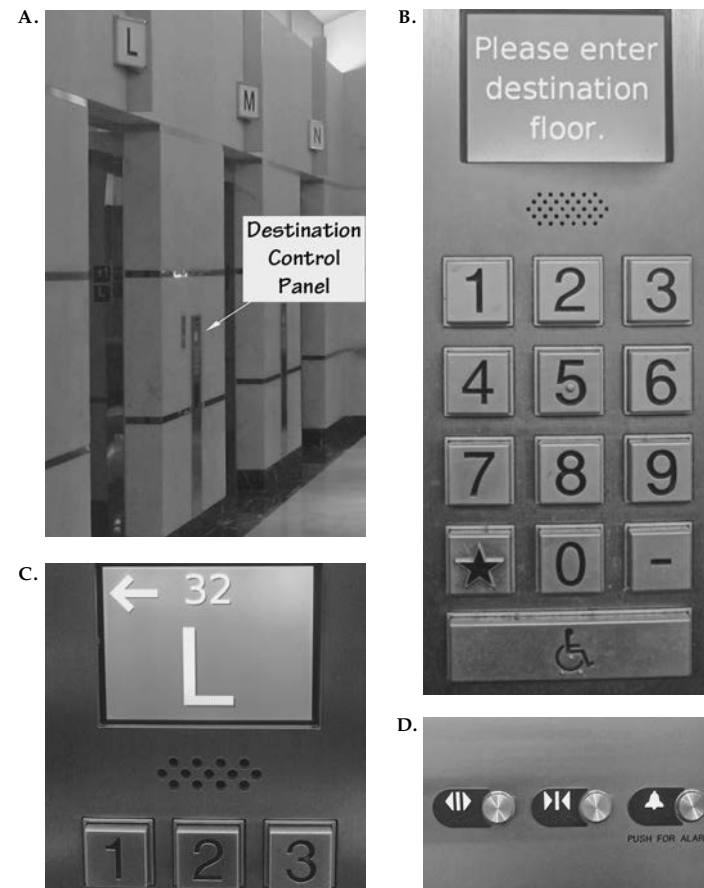 A.
L
M
N
Destination
Control
Panel
B.
Please enter
destination
floor.
1 2 3
4 5 6
7 8 9
★ 0 -
C.
← 32
L
1 2 3
D.
PUSH FOR ALAR